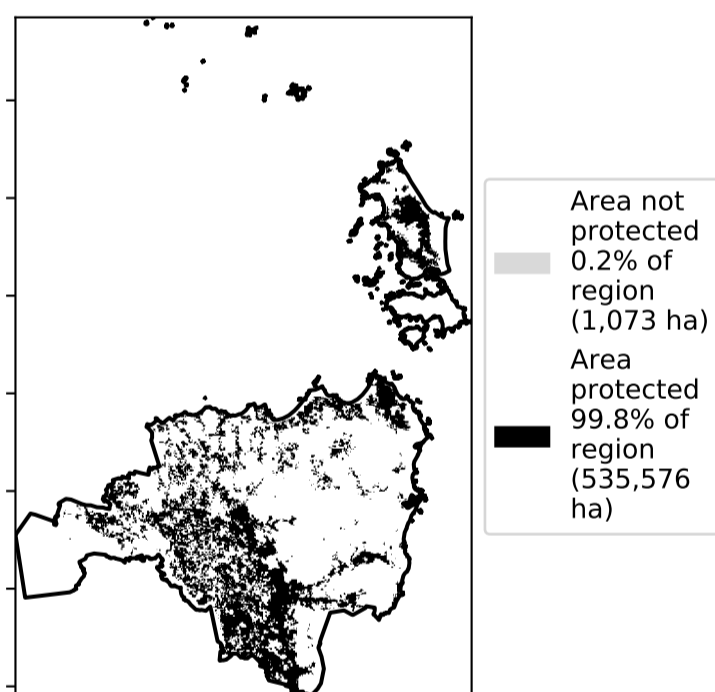 Area not
protected
0.2% of
region
(1,073 ha)
Area
protected
99.8% of
region
(535,576
ha)